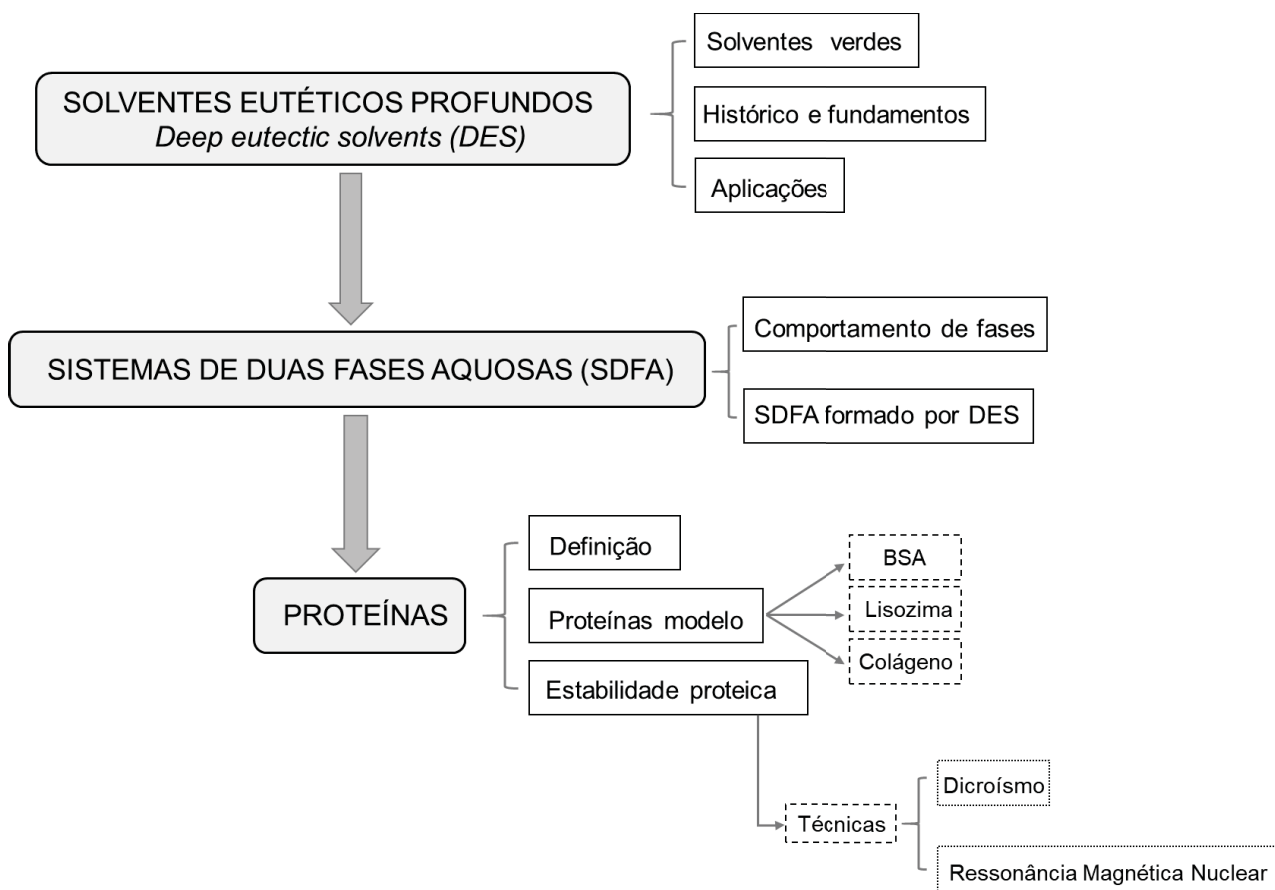 Solventes verdes
SOLVENTES EUTÉTICOS PROFUNDOS
Deep eutectic solvents (DES)
Histórico e fundamentos
Aplicações
SISTEMAS DE DUAS FASES AQUOSAS (SDFA)
Comportamento de fases
SDFA formado por DES
PROTEÍNAS
Definição
Proteínas modelo
BSA
Lisozima
Colágeno
Estabilidade proteica
Técnicas
Dicroísmo
Ressonância Magnética Nuclear